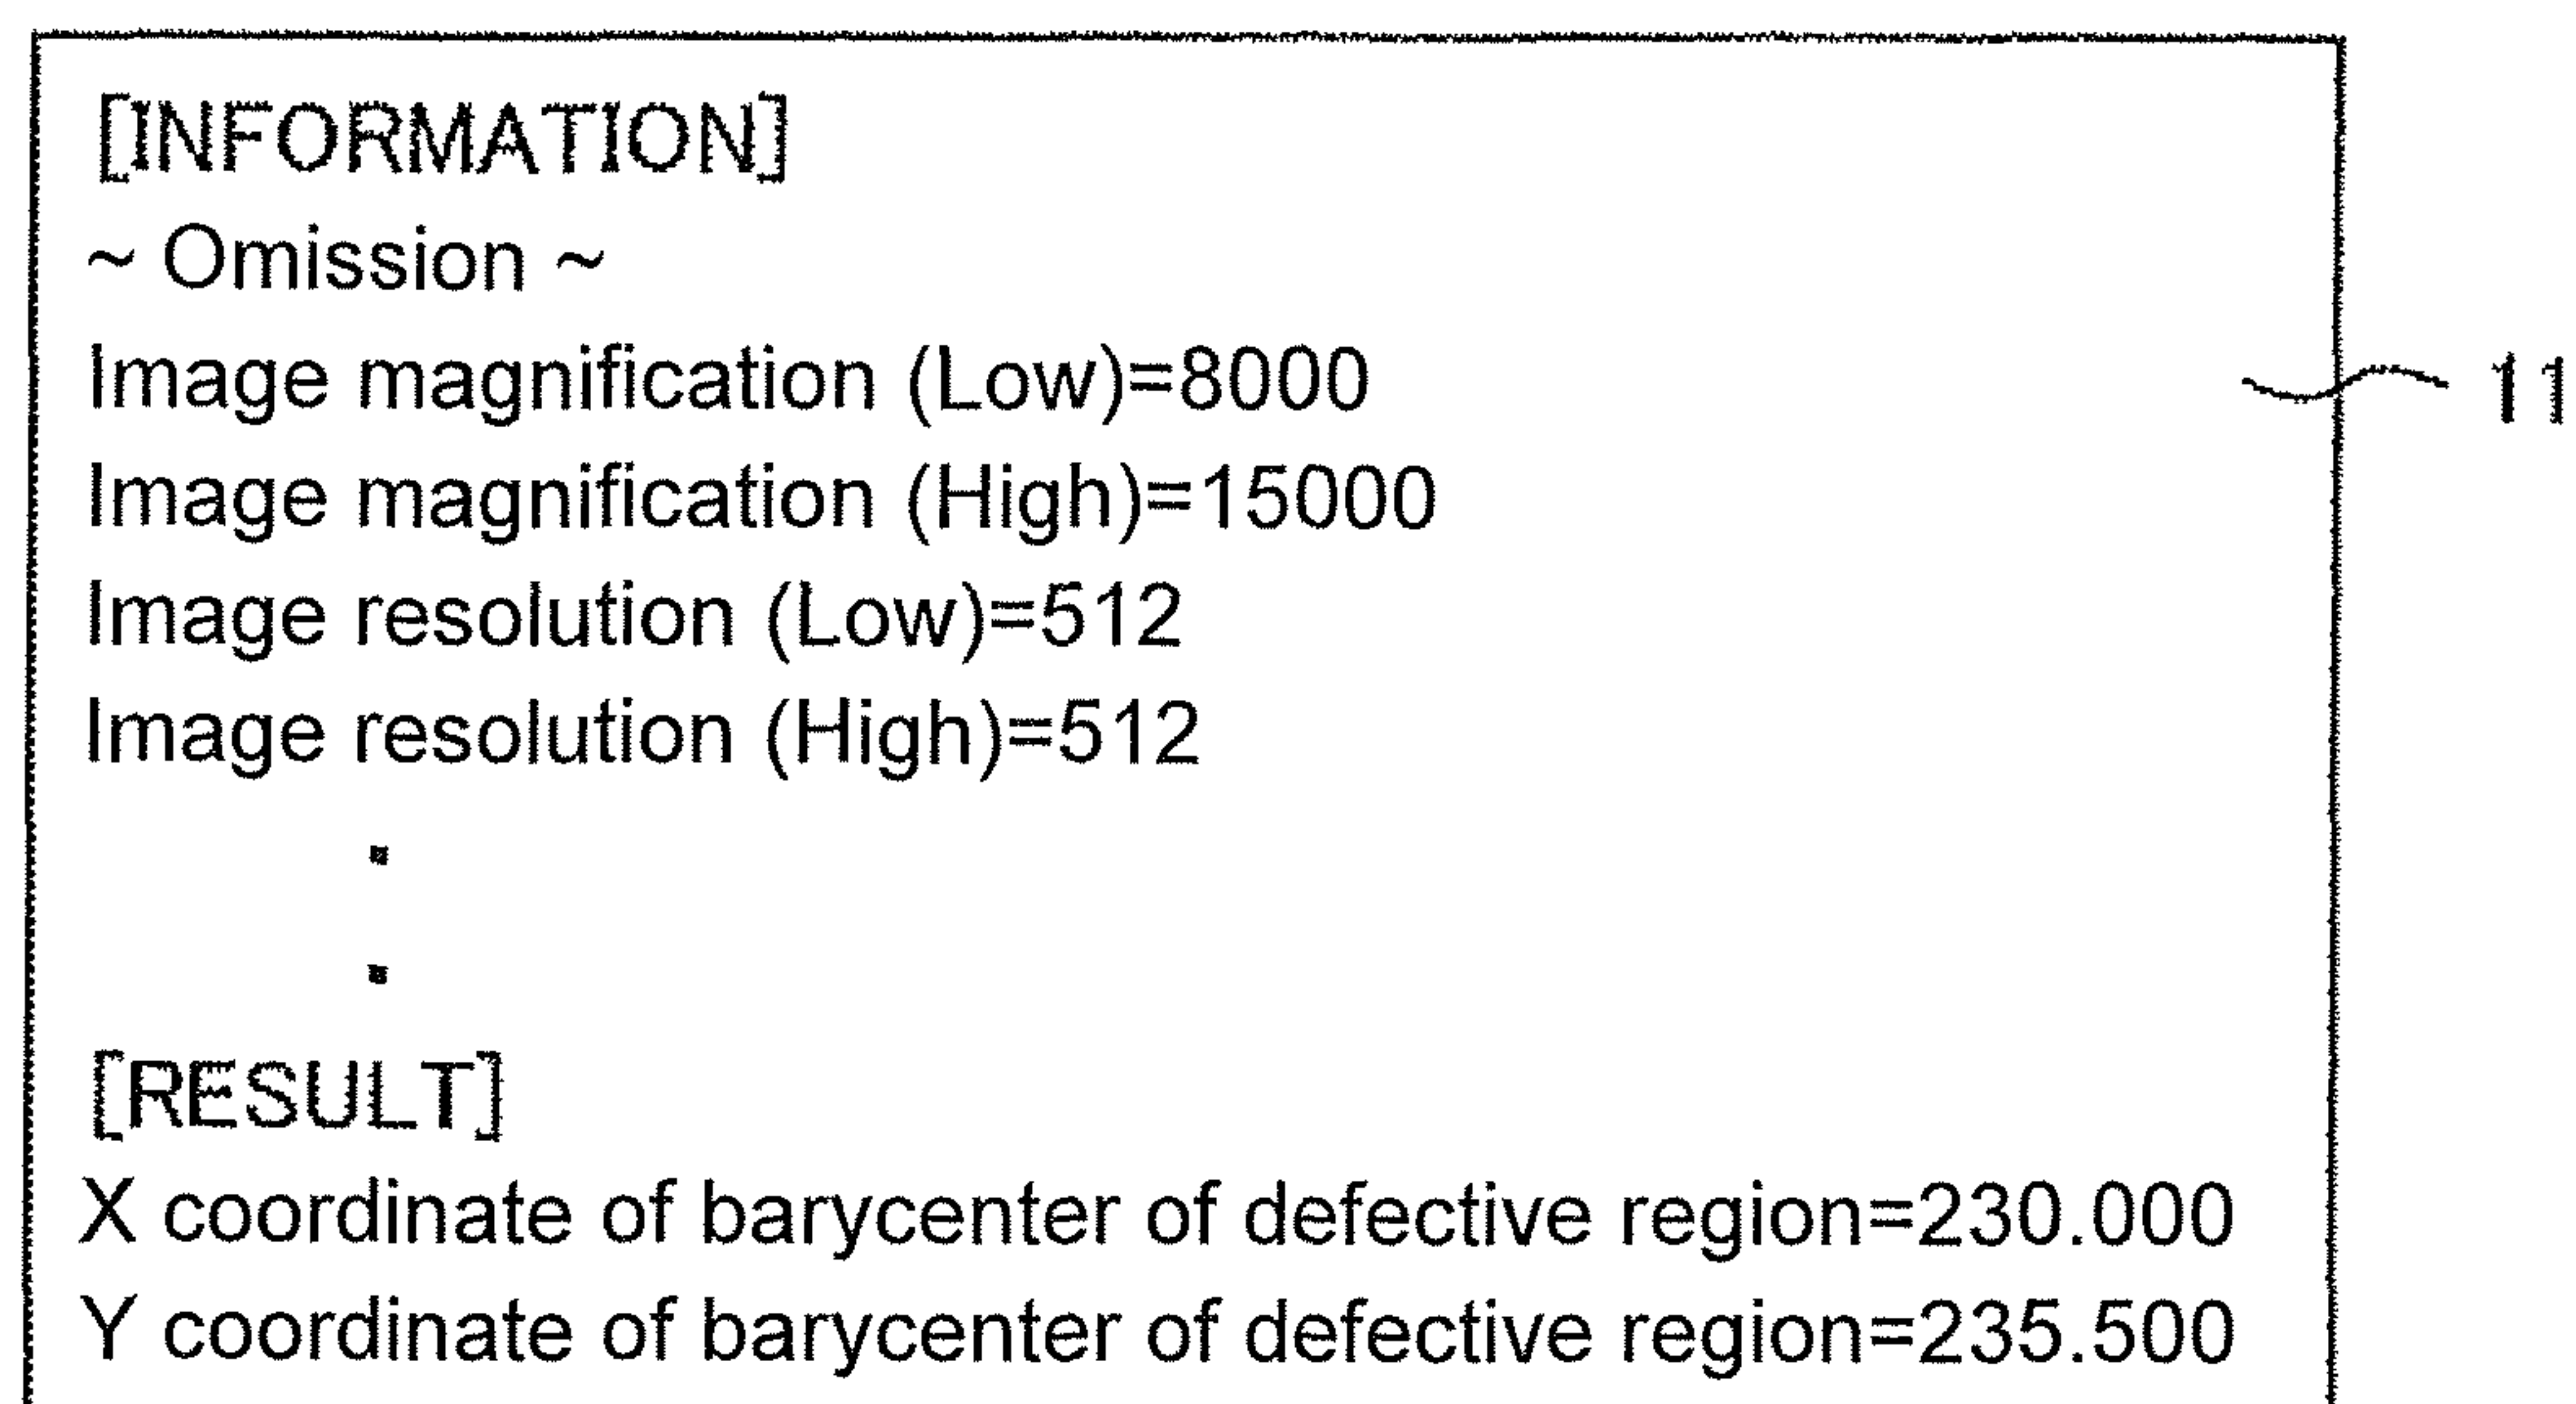 [INFORMATION]
~ Omission ~
Image magnification (Low)=8000
11
Image magnification (High)=15000
Image resolution (Low)=512
Image resolution (High)=512
[RESULT]
X coordinate of barycenter of defective region=230.000
Y coordinate of barycenter of defective region=235.500